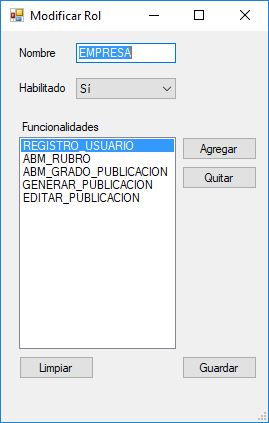 Modificar Rol
Nombre EMPRESA
Habilitado Sí
Funcionalidades
REGISTRO_USUARIO
ABM_RUBRO
ABM_GRADO_PUBLICACION
GENERAR_PUBLICACION
EDITAR_PUBLICACION
Agregar
Quitar
Limpiar Guardar